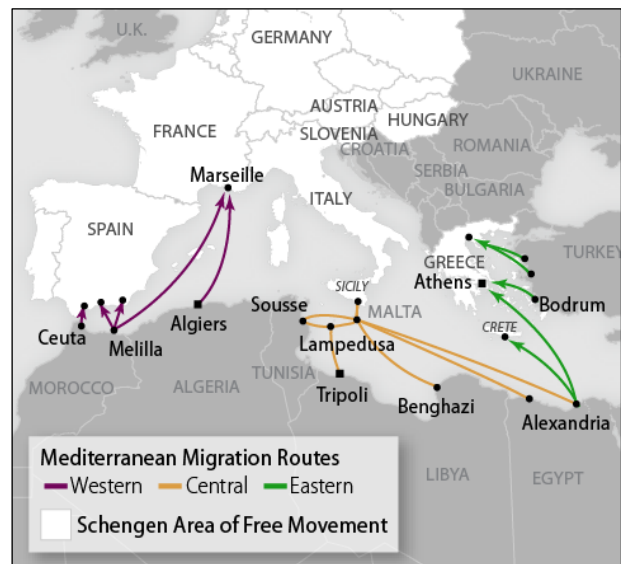 U.K.
GERMANY
UKRAINE
AUSTRIA
HUNGARY
FRANCE
SLOVENIA
CROATIA
ROMANIA
SERBIA
BULGARIA
Marseille
ITALY
SPAIN
TURKEY
GREECE
Athens
SICILY
Bodrum
MALTA
Sousse
CRETE
Ceuta
Melilla
Algiers
Lampedusa
TUNISIA
Tripoli
Benghazi
Alexandria
MOROCCO
ALGERIA
LIBYA
EGYPT
Mediterranean Migration Routes
Western Central Eastern
Schengen Area of Free Movement